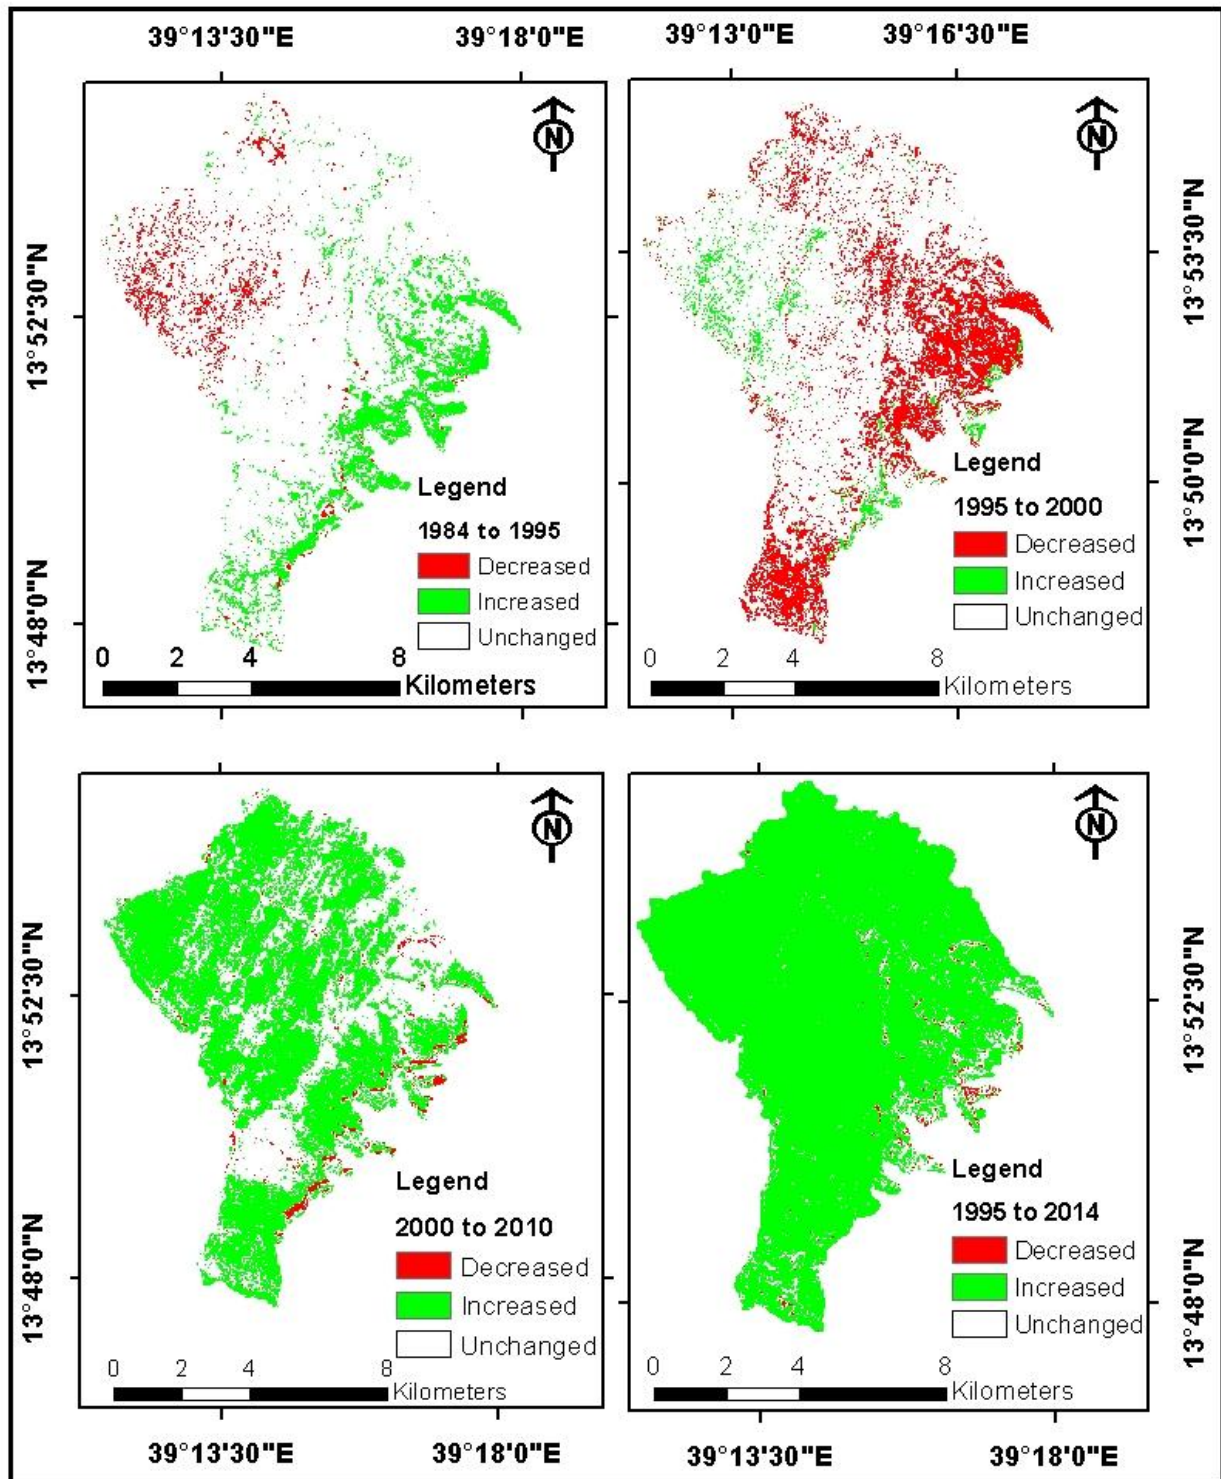 39°13'30"E 39°18'0"E 39°13'0"E 39°16'30"E
N
N
13°52'30"N
13°48'0"N
13°53'30"N
13°50'0"N
Legend
1984 to 1995
Decreased
Increased
Unchanged
0 2 4 8
Kilometers
Legend
1995 to 2000
Decreased
Increased
Unchanged
0 2 4 8
Kilometers
N
N
13°52'30"N
13°48'0"N
13°52'30"N
13°48'0"N
Legend
2000 to 2010
Decreased
Increased
Unchanged
0 2 4 8
Kilometers
Legend
1995 to 2014
Decreased
Increased
Unchanged
0 2 4 8
Kilometers
39°13'30"E 39°18'0"E 39°13'30"E 39°18'0"E